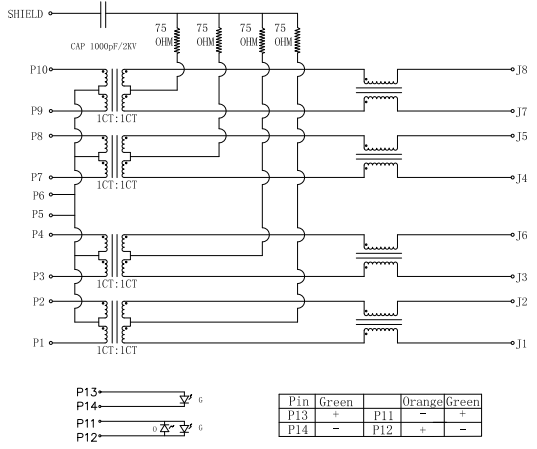 SHIELD
75 75 75 75
OHM OHM OHM OHM
CAP 1000pF/2KV
P10 J8
P9 J7
1CT:1CT
P8 J5
P7 J4
1CT:1CT
P6
P5
P4 J6
P3 J3
1CT:1CT
P2 J2
P1 J1
1CT:1CT
P13
P14 G
P11
P12 O G
Pin Green Orange Green
P13 + P11 - +
P14 - P12 + -